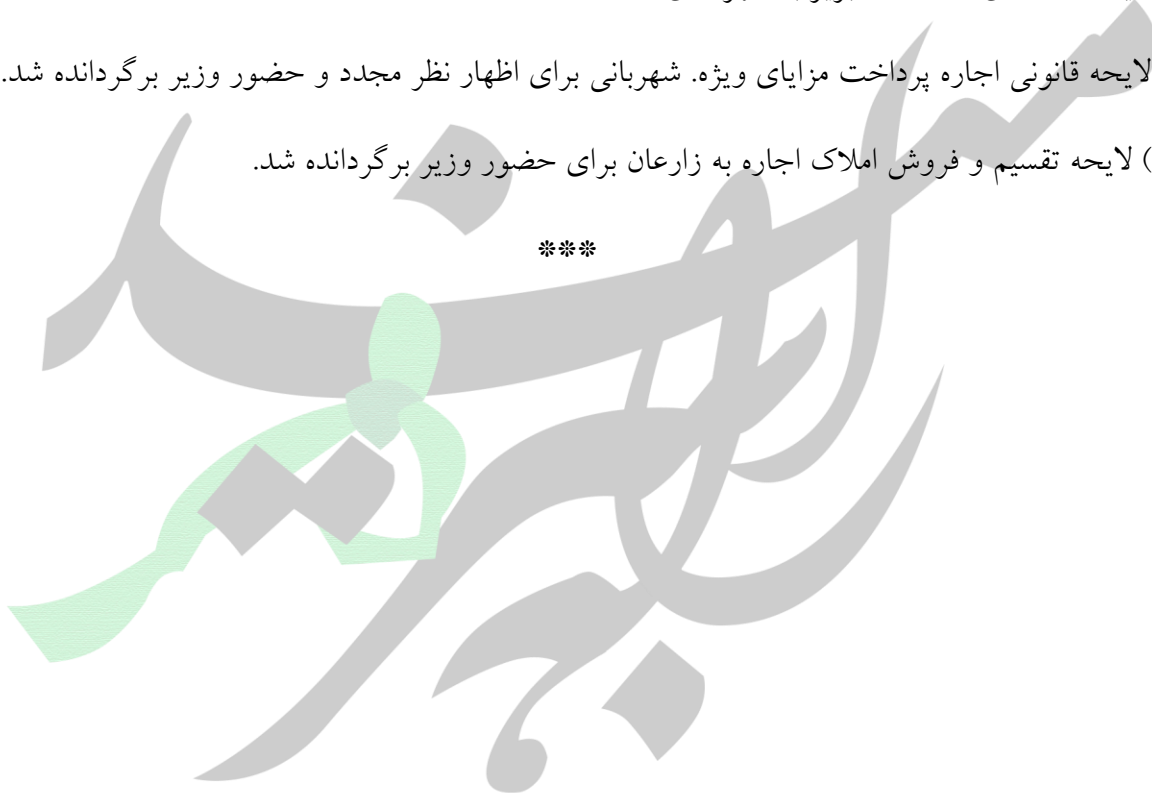 لایحه قانونی اجاره پرداخت مزایای ویژه. شهربانی برای اظهار نظر مجدد و حضور وزیر برگردانده شد.
) لایحه تقسیم و فروش املاک اجاره به زارعان برای حضور وزیر برگردانده شد.
***